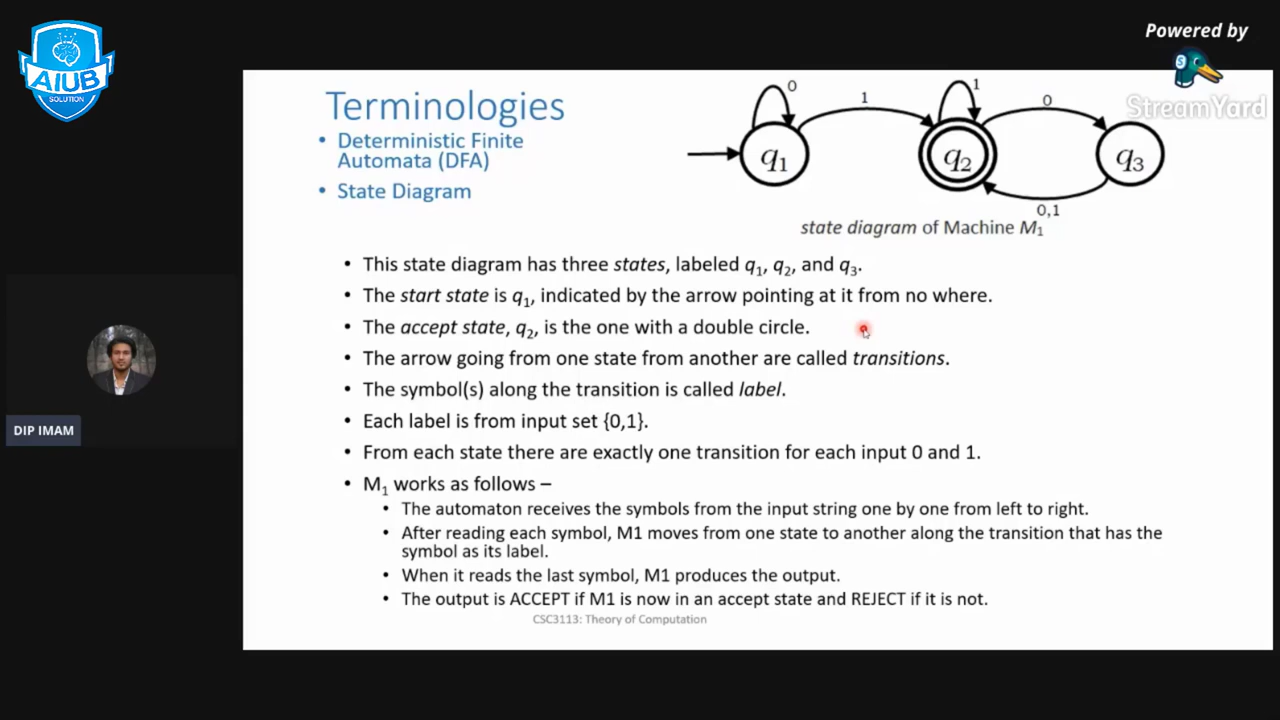 Powered by
StreamYard
AIUB
SOLUTION
Terminologies
• Deterministic Finite
Automata (DFA)
• State Diagram
0
1
1
0
q1
q2
q3
0,1
state diagram of Machine M1
• This state diagram has three states, labeled q1, q2, and q3.
• The start state is q1, indicated by the arrow pointing at it from no where.
• The accept state, q2, is the one with a double circle.
• The arrow going from one state from another are called transitions.
• The symbol(s) along the transition is called label.
• Each label is from input set {0,1}.
• From each state there are exactly one transition for each input 0 and 1.
• M1 works as follows –
• The automaton receives the symbols from the input string one by one from left to right.
• After reading each symbol, M1 moves from one state to another along the transition that has the
symbol as its label.
• When it reads the last symbol, M1 produces the output.
• The output is ACCEPT if M1 is now in an accept state and REJECT if it is not.
CSC3113: Theory of Computation
DIP IMAM